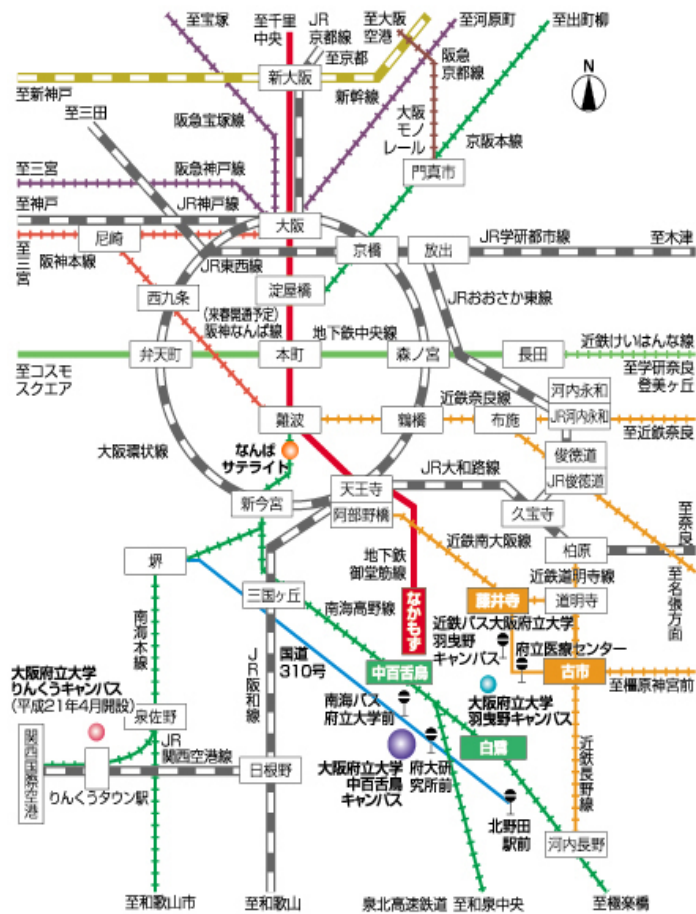 至宝塚
至千里
中央
JR
京都線
至京都
至大阪
空港
至河原町
至出町柳
新大阪
阪急
京都線
N
至新神戸
新幹線
至三田
阪急宝塚線
大阪
モノ
レール
京阪本線
門真市
至三宮
阪急神戸線
至神戸
JR神戸線
大阪
尼崎
京橋
放出
JR学研都市線
至木津
至三宮
阪神本線
JR東西線
淀屋橋
西九条
JRおおさか東線
(来春開通予定)
阪神なんば線
地下鉄中央線
近鉄けいはんな線
弁天町
本町
森ノ宮
長田
至コスモ
スクエア
至学研奈良
登美ヶ丘
河内永和
近鉄奈良線
難波
鶴橋
布施
JR河内永和
至近鉄奈良
大阪環状線
なんば
サテライト
俊徳道
JR俊徳道
JR大和路線
天王寺
新今宮
阿部野橋
久宝寺
至奈良
近鉄南大阪線
柏原
堺
地下鉄
御堂筋線
近鉄道明寺線
至名張方面
三国ヶ丘
南海高野線
なかもず
藤井寺
道明寺
南海本線
近鉄バス大阪府立大学
羽曳野
キャンパス
府立医療センター
国道
310号
JR阪和線
中百舌鳥
古市
大阪府立大学
りんくうキャンパス
(平成21年4月開設)
至橿原神宮前
南海バス
府立大学前
大阪府立大学
羽曳野キャンパス
泉佐野
関西国際空港
JR
関西空港線
白鷺
近鉄長野線
りんくうタウン駅
日根野
大阪府立大学
中百舌鳥
キャンパス
府大研
究所前
北野田
駅前
河内長野
至和歌山市
至和歌山
泉北高速鉄道
至和泉中央
至極楽橋